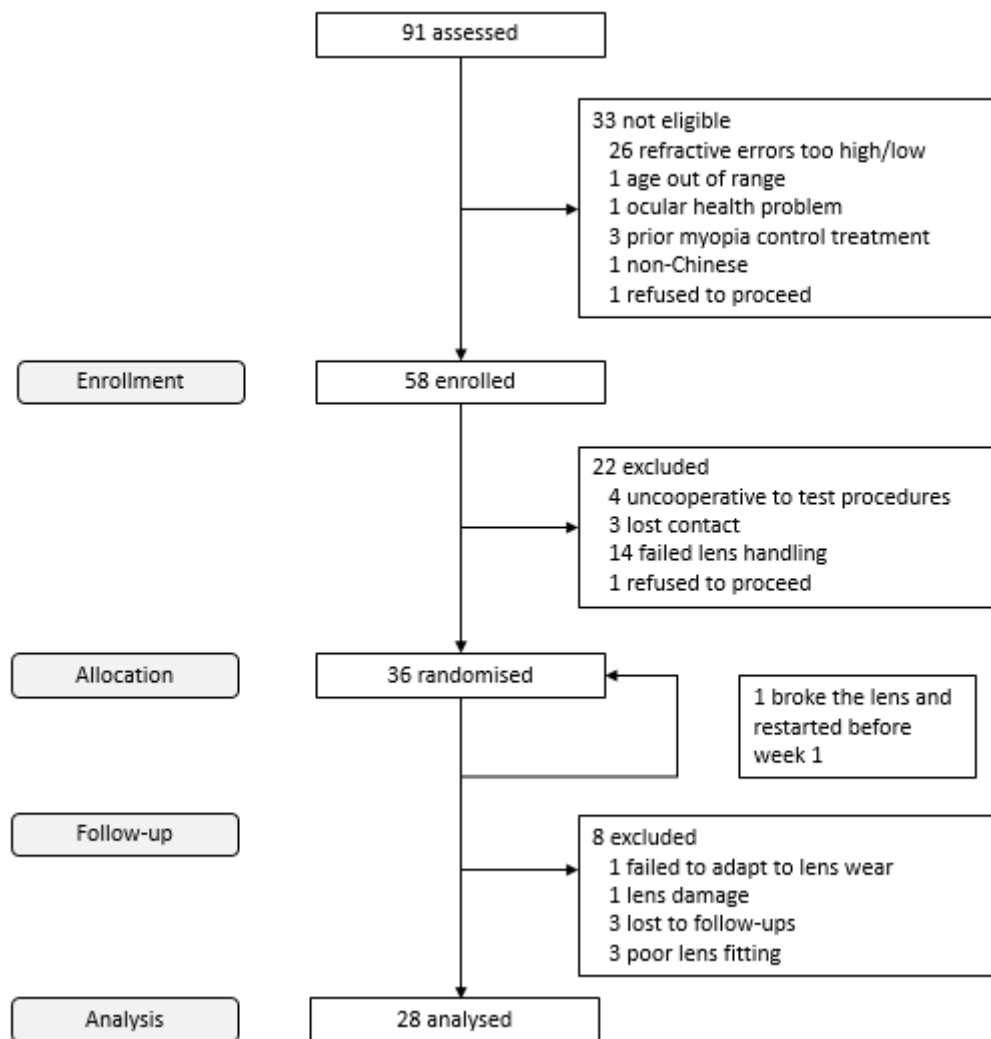 91 assessed
33 not eligible
26 refractive errors too high/low
1 age out of range
1 ocular health problem
3 prior myopia control treatment
1 non-Chinese
1 refused to proceed
Enrollment
58 enrolled
22 excluded
4 uncooperative to test procedures
3 lost contact
14 failed lens handling
1 refused to proceed
Allocation
36 randomised
1 broke the lens and
restarted before
week 1
Follow-up
8 excluded
1 failed to adapt to lens wear
1 lens damage
3 lost to follow-ups
3 poor lens fitting
Analysis
28 analysed